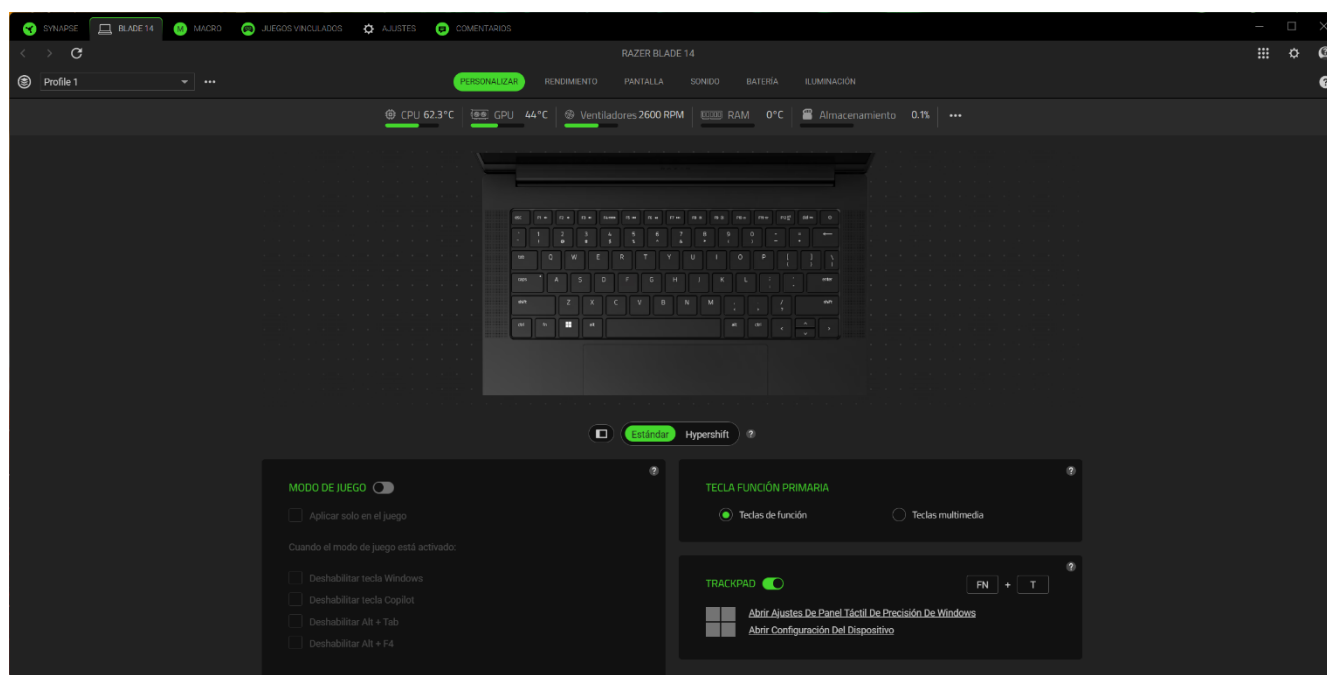 SYNAPSE BLADE 14 M MACRO JUEGOS VINCULADOS AJUSTES COMENTARIOS
RAZER BLADE 14
Profile 1 PERSONALIZAR RENDIMIENTO PANTALLA SONIDO BATERÍA ILUMINACIÓN
CPU 62.3°C GPU 44°C Ventiladores 2600 RPM RAM 0°C Almacenamiento 0.1%
Q W E R T Y U I O P
A S D F G H J K L
Z X C V B N M
Estándar Hypershift ?
MODO DE JUEGO ?
Aplicar solo en el juego
Cuando el modo de juego está activado:
Deshabilitar tecla Windows
Deshabilitar tecla Copilot
Deshabilitar Alt + Tab
Deshabilitar Alt + F4
TECLA FUNCIÓN PRIMARIA ?
Teclas de función Teclas multimedia
TRACKPAD FN + T ?
Abrir Ajustes De Panel Táctil De Precisión De Windows
Abrir Configuración Del Dispositivo